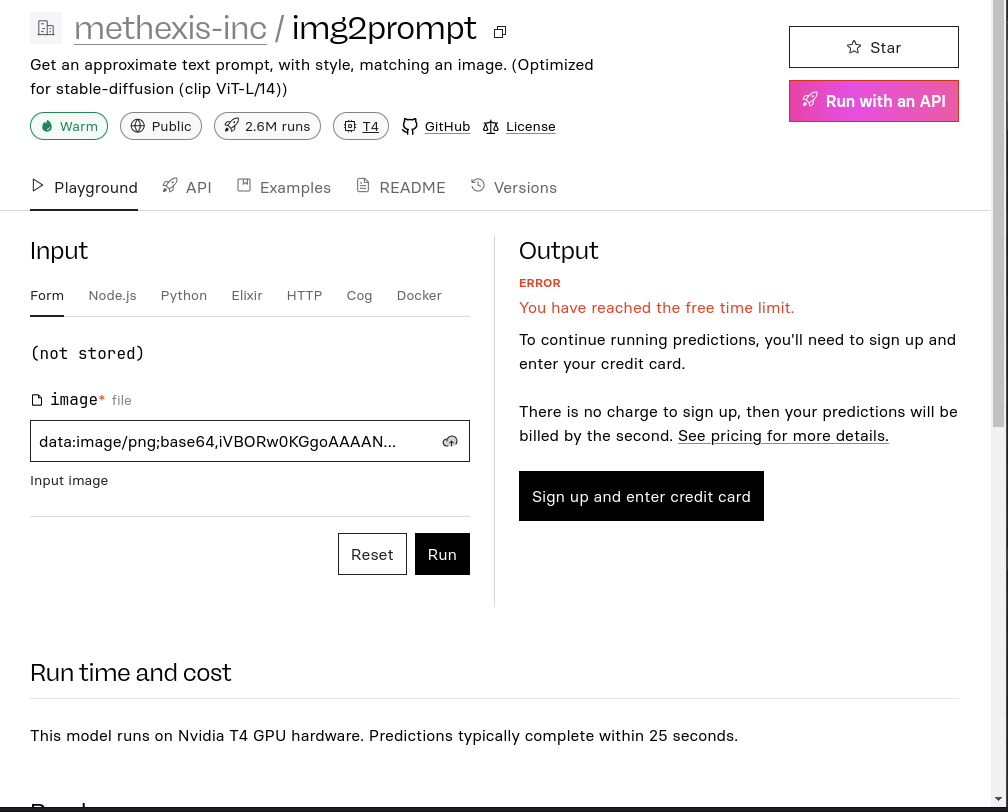 methexis-inc / img2prompt
Get an approximate text prompt, with style, matching an image. (Optimized
for stable-diffusion (clip ViT-L/14))
Star
Run with an API
Warm Public 2.6M runs T4 GitHub License
Playground API Examples README Versions
Input
Form Node.js Python Elixir HTTP Cog Docker
(not stored)
image* file
data:image/png;base64,iVBORw0KGgoAAAAN...
Input image
Reset Run
Output
ERROR
You have reached the free time limit.
To continue running predictions, you'll need to sign up and
enter your credit card.
There is no charge to sign up, then your predictions will be
billed by the second. See pricing for more details.
Sign up and enter credit card
Run time and cost
This model runs on Nvidia T4 GPU hardware. Predictions typically complete within 25 seconds.